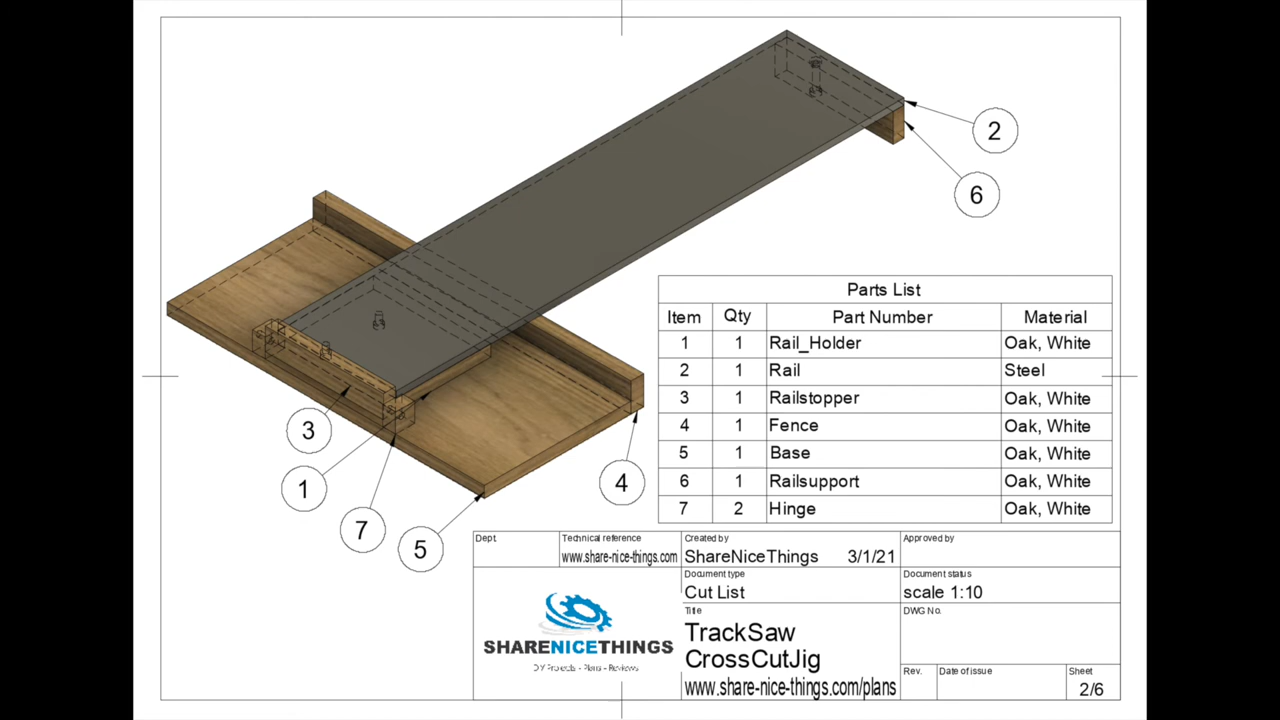 2
6
3
1
7
5
4
Parts List
Item Qty Part Number Material
1 1 Rail_Holder Oak, White
2 1 Rail Steel
3 1 Railstopper Oak, White
4 1 Fence Oak, White
5 1 Base Oak, White
6 1 Railsupport Oak, White
7 2 Hinge Oak, White
Dept. Technical reference Created by Approved by
www.share-nice-things.com ShareNiceThings 3/1/21
Document type Document status
Cut List scale 1:10
Title DWG No.
TrackSaw
CrossCutJig
www.share-nice-things.com/plans
Rev. Date of issue Sheet
2/6
SHARENICETHINGS
DIY Projects - Plans - Reviews